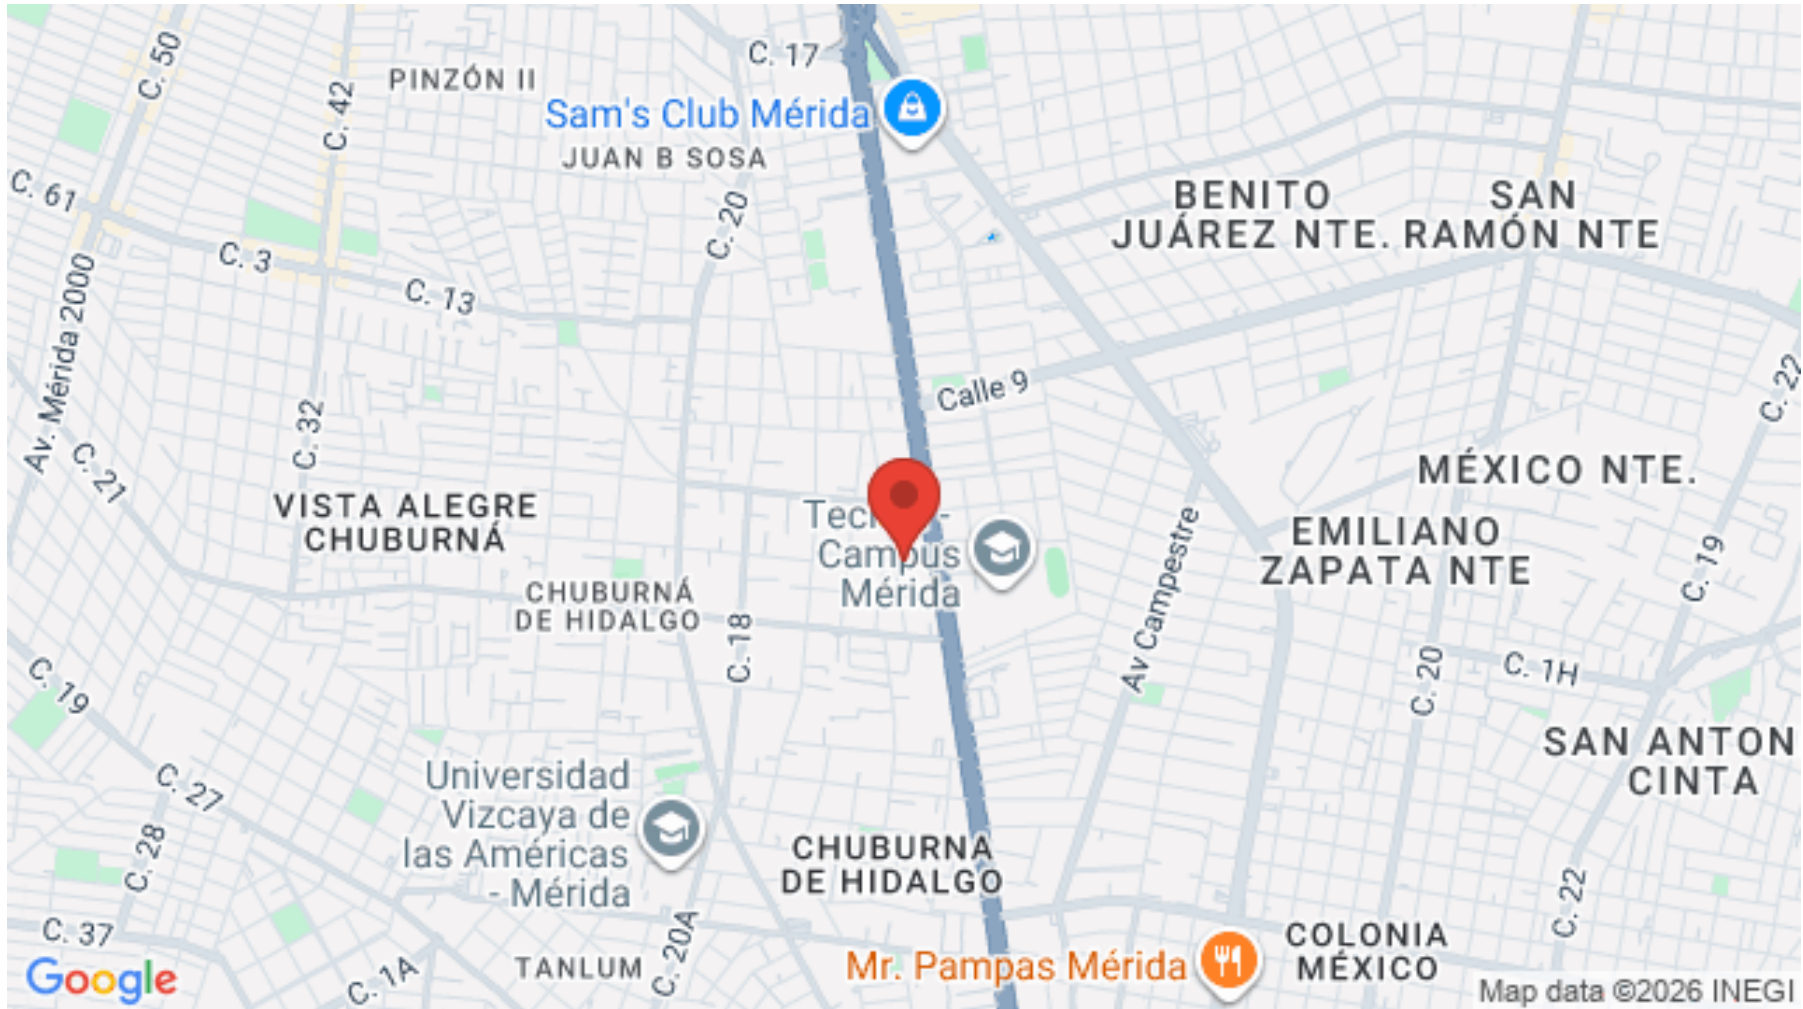 C. 50
C. 17
PINZÓN II
C. 42
Sam's Club Mérida
JUAN B SOSA
C. 61
C. 20
BENITO
JUÁREZ NTE.
SAN
RAMÓN NTE
C. 3
C. 13
Av. Mérida 2000
Calle 9
C. 22
C. 32
C. 21
MÉXICO NTE.
VISTA ALEGRE
CHUBURNÁ
Campus
Mérida
EMILIANO
ZAPATA NTE
Av Campestre
C. 19
CHUBURNÁ
DE HIDALGO
C. 18
C. 19
C. 20
C. 1H
SAN ANTON
CINTA
C. 27
Universidad
Vizcaya de
las Américas
- Mérida
C. 28
CHUBURNA
DE HIDALGO
C. 22
C. 37
C. 1A
TANLUM
C. 20A
Mr. Pampas Mérida
COLONIA
MÉXICO
Google
Map data ©2026 INEGI